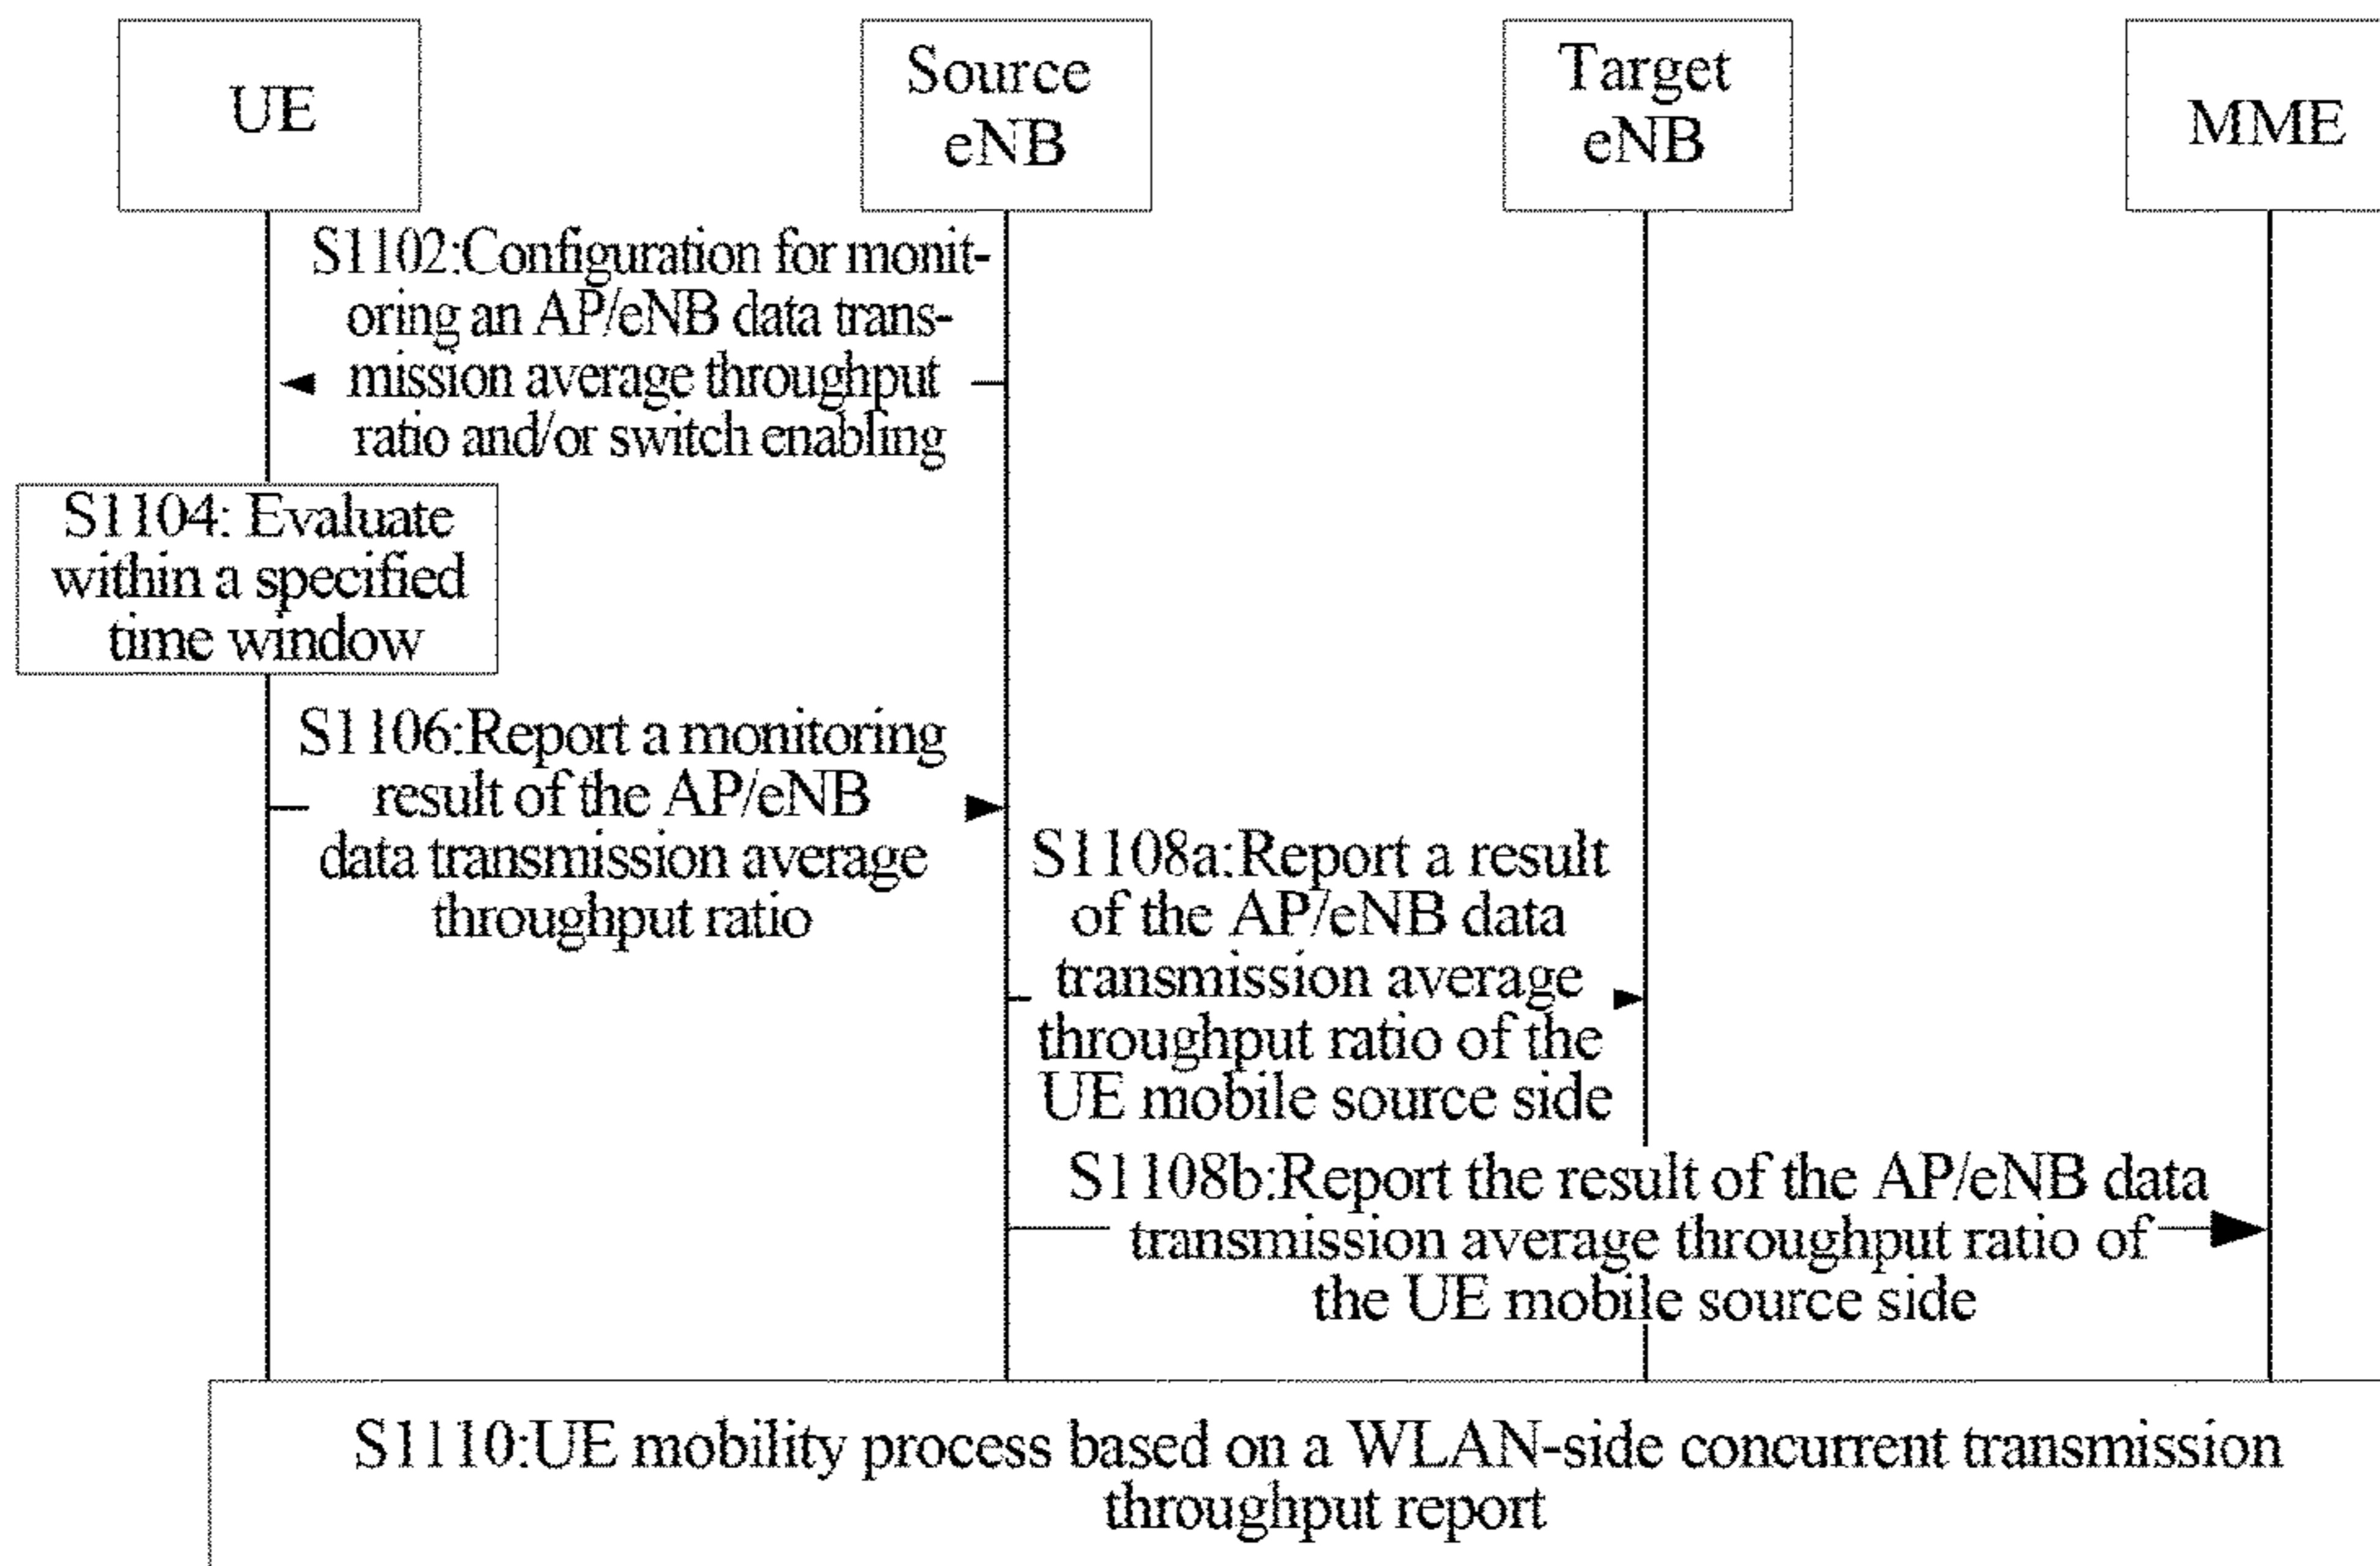 UE
Source
eNB
Target
eNB
MME
S1102:Configuration for monit-
oring an AP/eNB data trans-
mission average throughput
ratio and/or switch enabling
S1104: Evaluate
within a specified
time window
S1106:Report a monitoring
result of the AP/eNB
data transmission average
throughput ratio
S1108a:Report a result
of the AP/eNB data
transmission average
throughput ratio of the
UE mobile source side
S1108b:Report the result of the AP/eNB data
transmission average throughput ratio of
the UE mobile source side
S1110:UE mobility process based on a WLAN-side concurrent transmission
throughput report